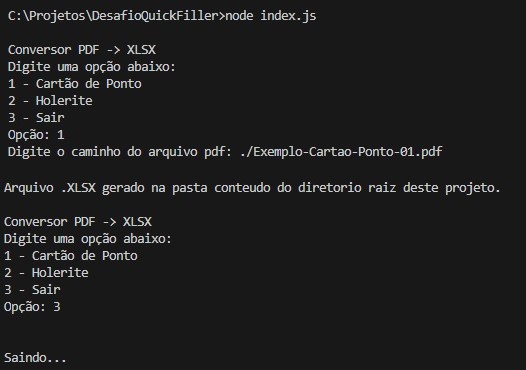 C:\Projetos\DesafioQuickFiller>node index.js
Conversor PDF -> XLSX
Digite uma opção abaixo:
1 - Cartão de Ponto
2 - Holerite
3 - Sair
Opção: 1
Digite o caminho do arquivo pdf: ./Exemplo-Cartao-Ponto-01.pdf
Arquivo .XLSX gerado na pasta conteudo do diretorio raiz deste projeto.
Conversor PDF -> XLSX
Digite uma opção abaixo:
1 - Cartão de Ponto
2 - Holerite
3 - Sair
Opção: 3
Saindo...